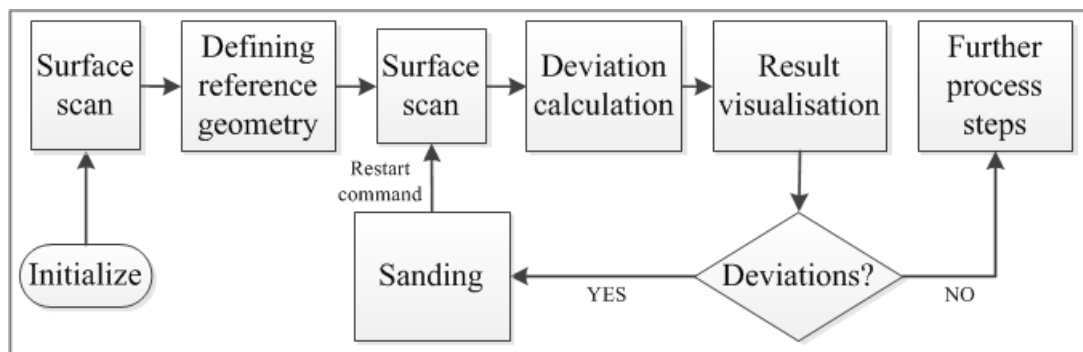 Surface
scan
Defining
reference
geometry
Surface
scan
Deviation
calculation
Result
visualisation
Further
process
steps
Restart
command
Initialize
Sanding
Deviations?
YES
NO